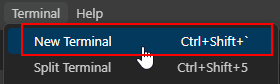 Terminal Help
New Terminal Ctrl+Shift+`
Split Terminal Ctrl+Shift+5